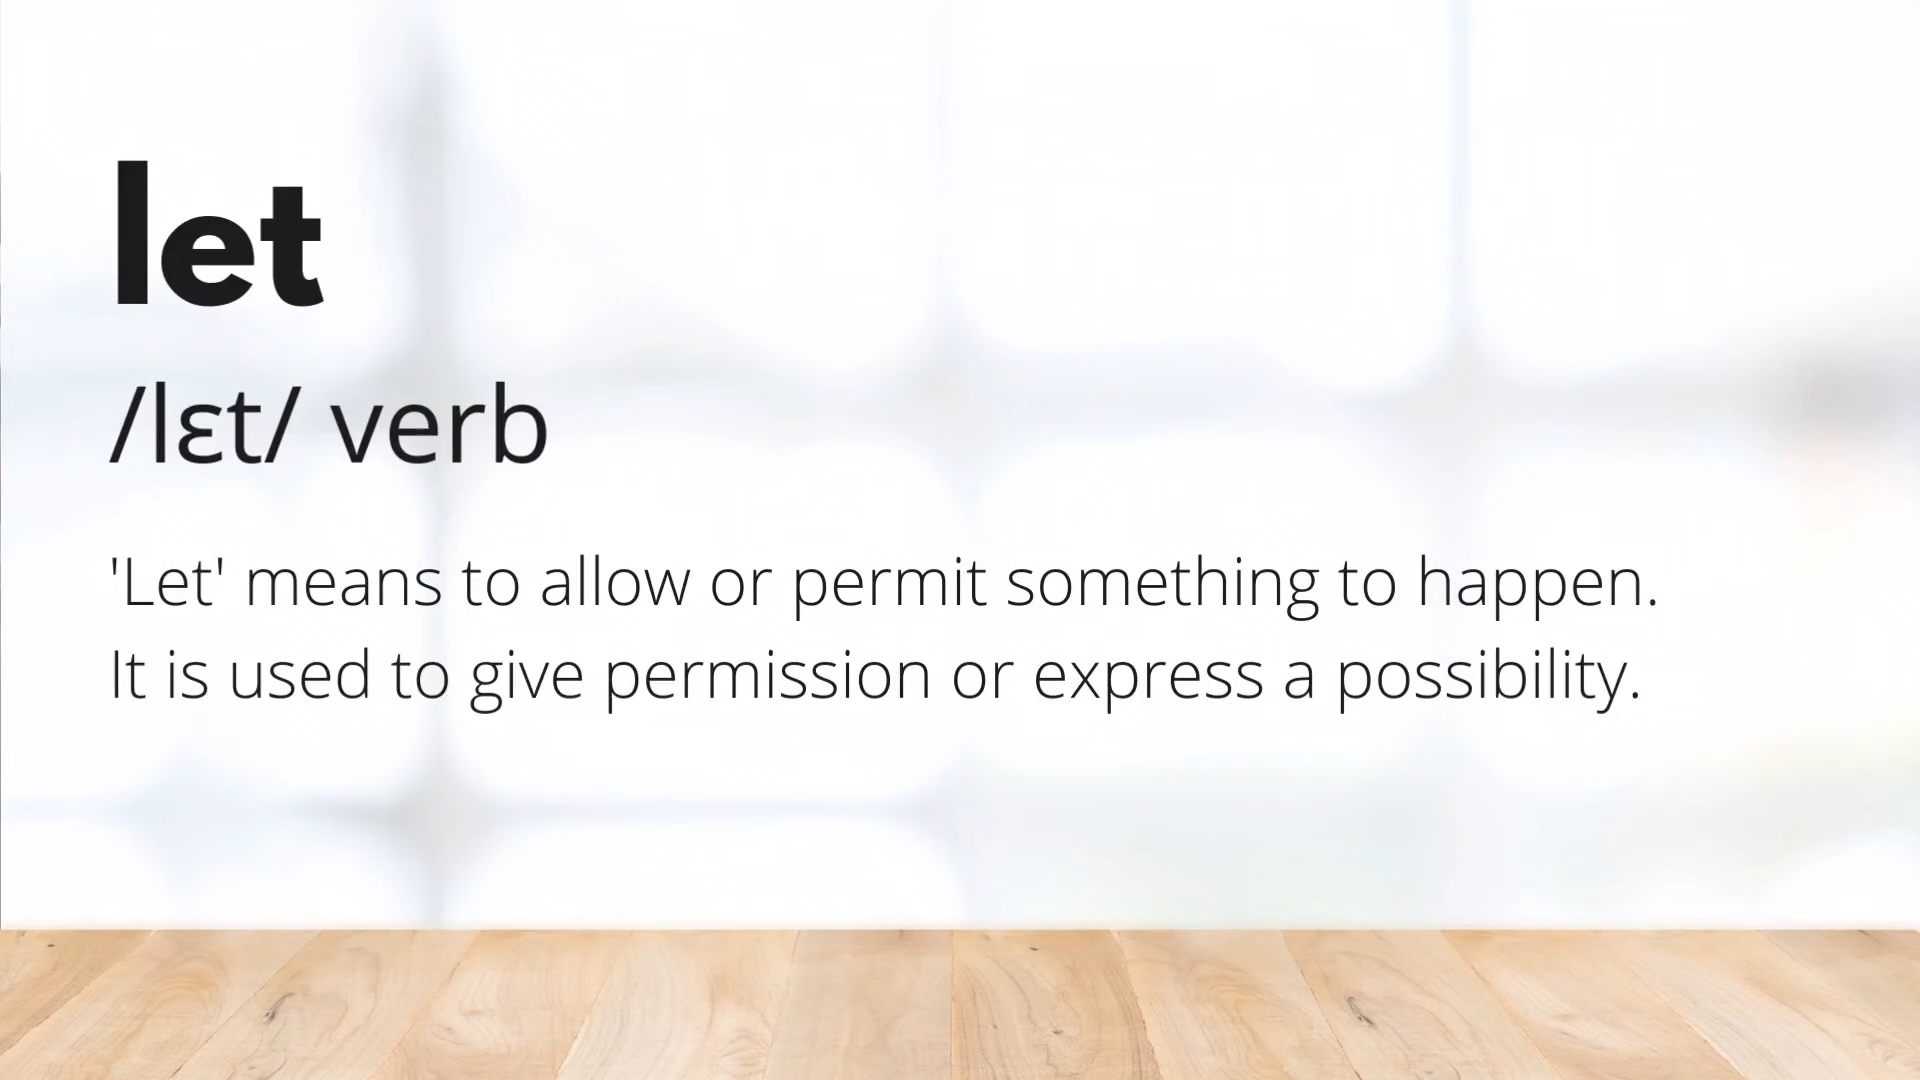 let
/lɛt/ verb
'Let' means to allow or permit something to happen.
It is used to give permission or express a possibility.